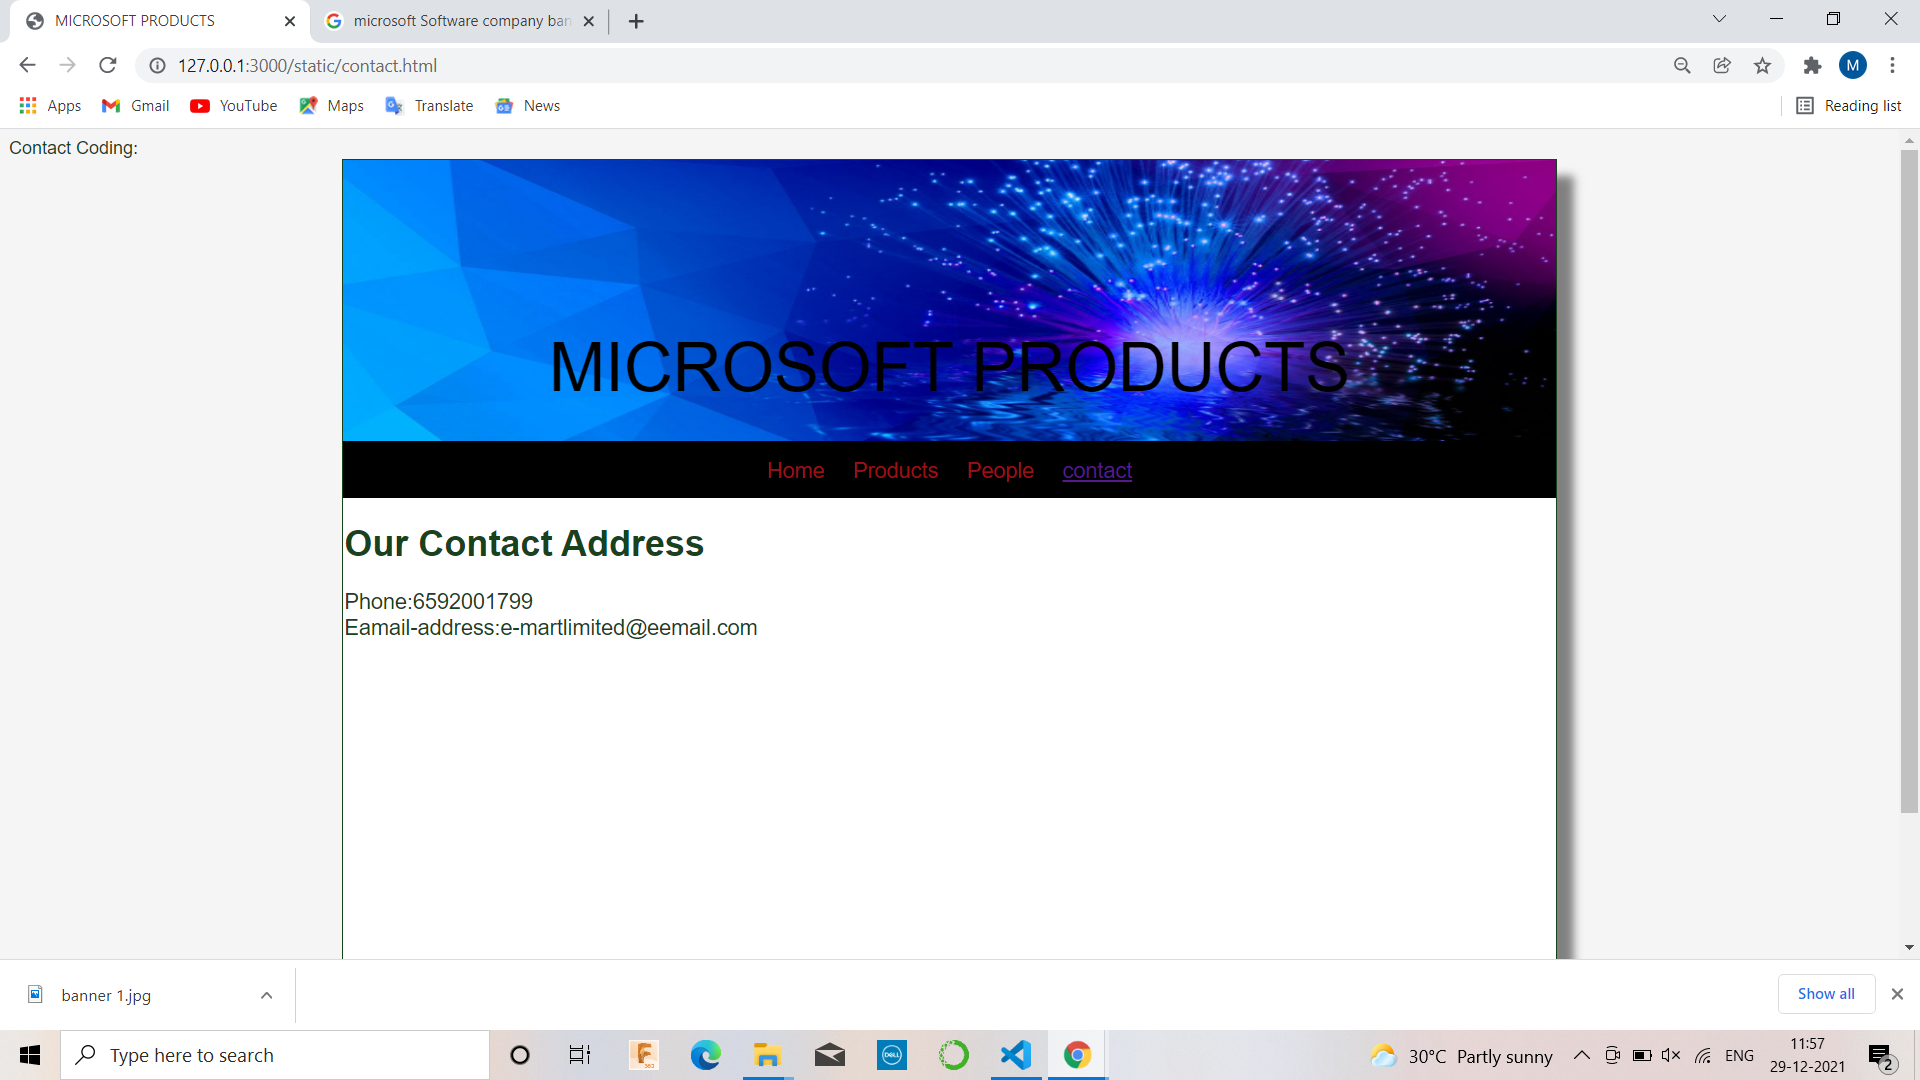 MICROSOFT PRODUCTS
microsoft Software company ban
127.0.0.1:3000/static/contact.html
M
Apps Gmail YouTube Maps Translate News Reading list
Contact Coding:
MICROSOFT PRODUCTS
Home Products People contact
Our Contact Address
Phone:6592001799
Eamail-address:e-martlimited@eemail.com
banner 1.jpg
Show all
Type here to search
DELL
30°C Partly sunny
ENG
11:57
29-12-2021
2